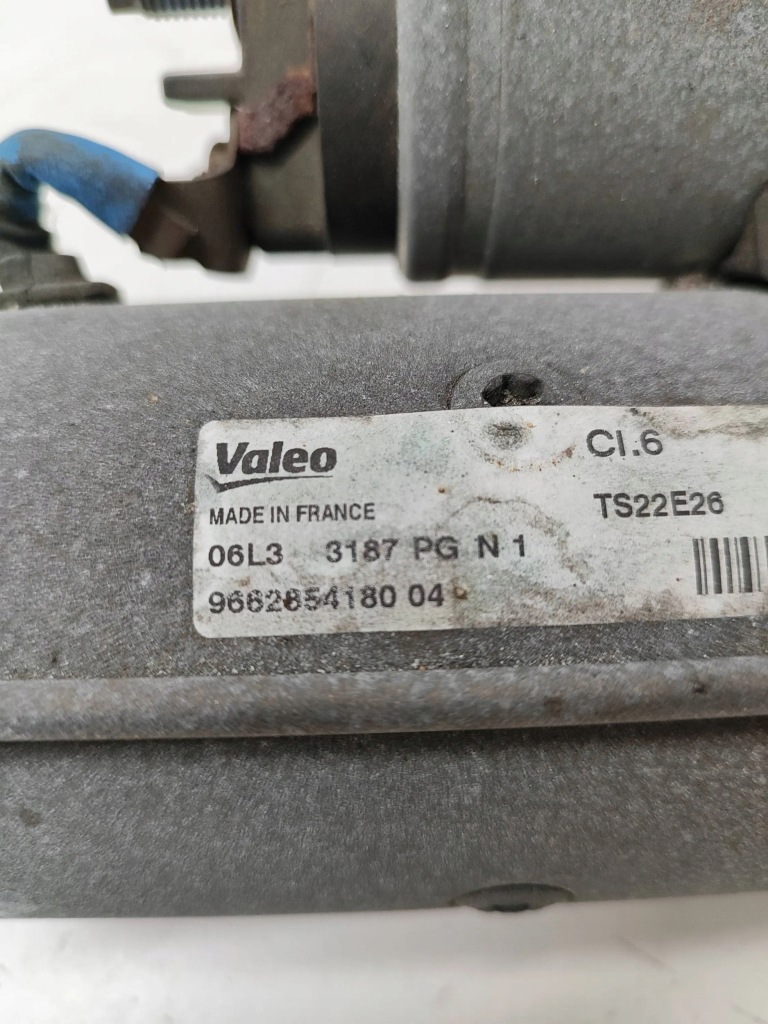 Valeo
Cl.6
MADE IN FRANCE
TS22E26
06L3 3187 PG N 1
9662854180 04